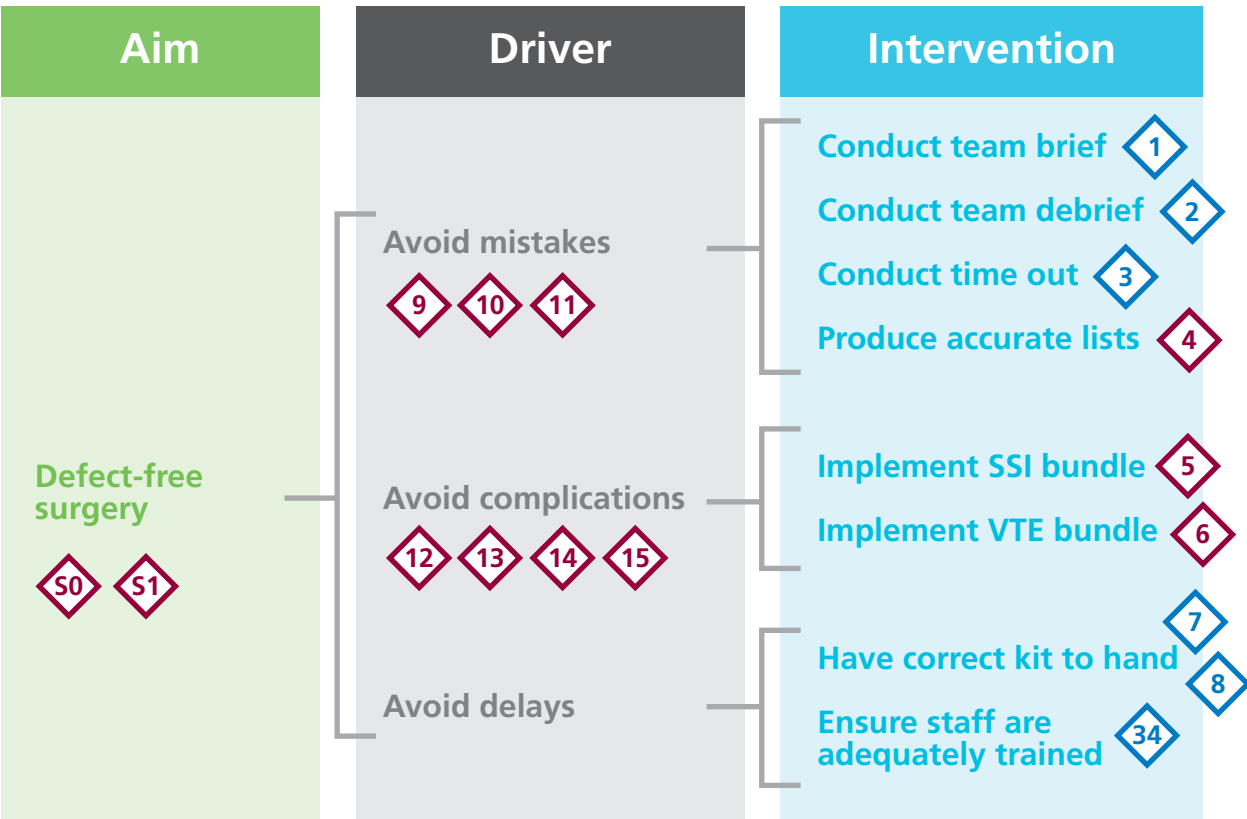 Aim
Driver
Intervention
Defect-free
surgery
S0 S1
Avoid mistakes
9 10 11
Avoid complications
12 13 14 15
Avoid delays
Conduct team brief 1
Conduct team debrief 2
Conduct time out 3
Produce accurate lists 4
Implement SSI bundle 5
Implement VTE bundle 6
7
Have correct kit to hand
8
Ensure staff are
adequately trained 34